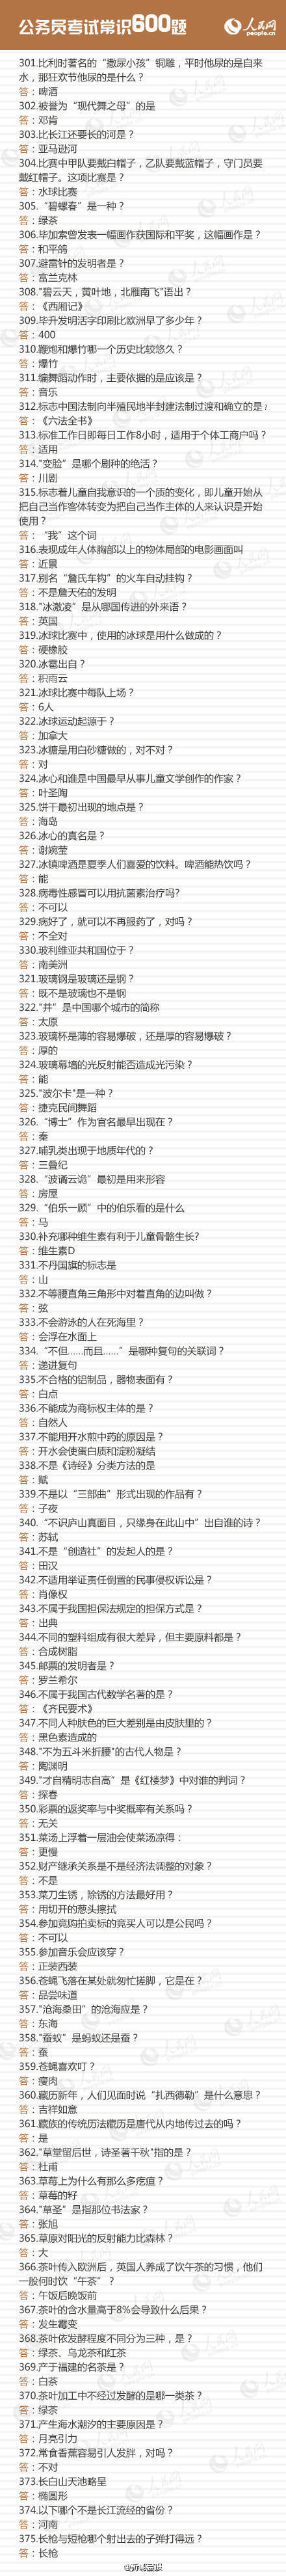 公务员考试常识600题
人民网
people.cn
301.比利时著名的“撒尿小孩”铜雕，平时他尿的是自来
水，那狂欢节他尿的是什么？
答：啤酒
302.被誉为“现代舞之母”的是
答：邓肯
303.比长江还要长的河是？
答：亚马逊河
304.比赛中甲队要戴白帽子，乙队要戴蓝帽子，守门员要
戴红帽子。这项比赛是？
答：水球比赛
305.“碧螺春”是一种？
答：绿茶
306.毕加索曾发表一幅画作获国际和平奖，这幅画作是？
答：和平鸽
307.避雷针的发明者是？
答：富兰克林
308."碧云天，黄叶地，北雁南飞"语出？
答：《西厢记》
309.毕升发明活字印刷比欧洲早了多少年？
答：400
310.鞭炮和爆竹哪一个历史比较悠久？
答：爆竹
311.编舞蹈动作时，主要依据的是应该是？
答：音乐
312.标志中国法制向半殖民地半封建法制过渡和确立的是？
答：《六法全书》
313.标准工作日即每日工作8小时，适用于个体工商户吗？
答：适用
314."变脸”是哪个剧种的绝活？
答：川剧
315.标志着儿童自我意识的一个质的变化，即儿童开始从
把自己当作客体转变为把自己当作主体的人来认识是开始
使用？
答：“我”这个词
316.表现成年人体胸部以上的物体局部的电影画面叫
答：近景
317.别名“詹氏车钩”的火车自动挂钩？
答：不是詹天佑的发明
318."冰激凌”是从哪国传进的外来语？
答：英国
319.冰球比赛中，使用的冰球是用什么做成的？
答：硬橡胶
320.冰雹出自？
答：积雨云
321.冰球比赛中每队上场？
答：6人
322.冰球运动起源于？
答：加拿大
323.冰糖是用白砂糖做的，对不对？
答：对
324.冰心和谁是中国最早从事儿童文学创作的作家？
答：叶圣陶
325.饼干最初出现的地点是？
答：海岛
326.冰心的真名是？
答：谢婉莹
327.冰镇啤酒是夏季人们喜爱的饮料。啤酒能热饮吗？
答：能
328.病毒性感冒可以用抗菌素治疗吗?
答：不可以
329.病好了，就可以不再服药了，对吗？
答：不全对
330.玻利维亚共和国位于？
答：南美洲
321.玻璃钢是玻璃还是钢？
答：既不是玻璃也不是钢
322."并”是中国哪个城市的简称
答：太原
323.玻璃杯是薄的容易爆破，还是厚的容易爆破？
答：厚的
324.玻璃幕墙的光反射能否造成光污染？
答：能
325."波尔卡"是一种？
答：捷克民间舞蹈
326.“博士”作为官名最早出现在？
答：秦
327.哺乳类出现于地质年代的？
答：三叠纪
328.“波谲云诡”最初是用来形容
答：房屋
329.“伯乐一顾”中的伯乐看的是什么
答：马
330.补充哪种维生素有利于儿童骨骼生长?
答：维生素D
331.不丹国旗的标志是
答：山
332.不等腰直角三角形中对着直角的边叫做？
答：弦
333.不会游泳的人在死海里？
答：会浮在水面上
334.“不但……而且……”是哪种复句的关联词？
答：递进复句
335.不合格的铝制品，器物表面有？
答：白点
336.不能成为商标权主体的是？
答：自然人
337.不能用开水煎中药的原因是？
答：开水会使蛋白质和淀粉凝结
338.不是《诗经》分类方法的是
答：赋
339.不是以“三部曲”形式出现的作品有？
答：子夜
340.“不识庐山真面目，只缘身在此山中”出自谁的诗？
答：苏轼
341.不是“创造社”的发起人的是？
答：田汉
342.不适用举证责任倒置的民事侵权诉讼是？
答：肖像权
343.不属于我国担保法规定的担保方式是？
答：出典
344.不同的塑料组成有很大差异，但主要原料都是？
答：合成树脂
345.邮票的发明者是？
答：罗兰希尔
346.不属于我国古代数学名著的是？
答：《齐民要术》
347.不同人种肤色的巨大差别是由皮肤里的？
答：黑色素造成的
348."不为五斗米折腰"的古代人物是？
答：陶渊明
349."才自精明志自高”是《红楼梦》中对谁的判词？
答：探春
350.彩票的返奖率与中奖概率有关系吗？
答：无关
351.菜汤上浮着一层油会使菜汤凉得：
答：更慢
352.财产继承关系是不是经济法调整的对象？
答：不是
353.菜刀生锈，除锈的方法最好用？
答：用切开的葱头擦拭
354.参加竞购拍卖标的竞买人可以是公民吗？
答：不可以
355.参加音乐会应该穿？
答：正装西装
356.苍蝇飞落在某处就匆忙搓脚，它是在？
答：品尝味道
357."沧海桑田”的沧海应是？
答：东海
358."蚕蚁”是蚂蚁还是蚕？
答：蚕
359.苍蝇喜欢叮？
答：瘦肉
360.藏历新年，人们见面时说“扎西德勒”是什么意思？
答：吉祥如意
361.藏族的传统历法藏历是唐代从内地传过去的吗？
答：是
362."草堂留后世，诗圣著千秋"指的是？
答：杜甫
363.草莓上为什么有那么多疙疸？
答：草莓的籽
364."草圣”是指那位书法家？
答：张旭
365.草原对阳光的反射能力比森林？
答：大
366.茶叶传入欧洲后，英国人养成了饮午茶的习惯，他们
一般何时饮“午茶”？
答：午饭后晚饭前
367.茶叶的含水量高于8%会导致什么后果？
答：发生霉变
368.茶叶依发酵程度不同分为三种，是？
答：绿茶、乌龙茶和红茶
369.产于福建的名茶是？
答：白茶
370.茶叶加工中不经过发酵的是哪一类茶？
答：绿茶
371.产生海水潮汐的主要原因是？
答：月亮引力
372.常食香蕉容易引人发胖，对吗？
答：不对
373.长白山天池略呈
答：椭圆形
374.以下哪个不是长江流经的省份？
答：河南
375.长枪与短枪哪个射出去的子弹打得远？
答：长枪